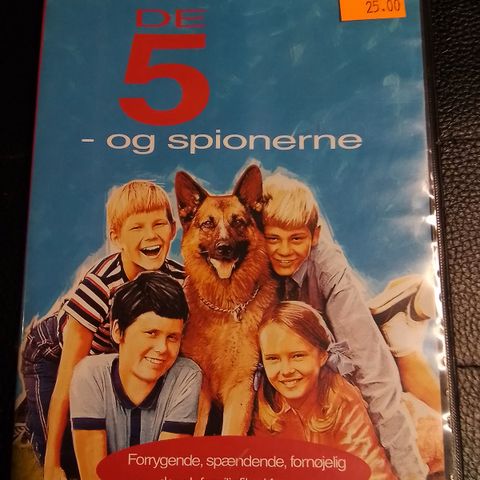 25.00
DE
5
- og spionerne
Forrygende, spændende, fornøjelig